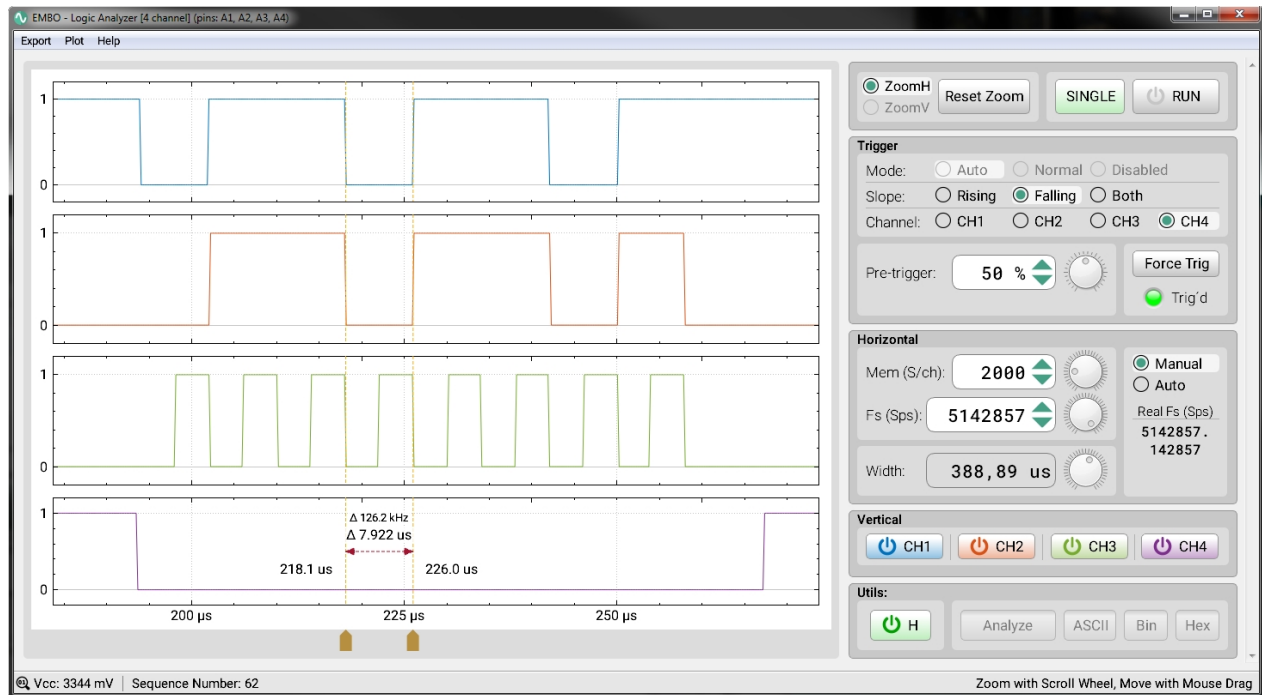 EMBO - Logic Analyzer [4 channel] (pins: A1, A2, A3, A4)
Export Plot Help
1
0
1
0
1
0
1
0
Δ 126.2 kHz
Δ 7.922 us
218.1 us
226.0 us
200 µs
225 µs
250 µs
ZoomH
ZoomV
Reset Zoom
SINGLE
RUN
Trigger
Mode: Auto Normal Disabled
Slope: Rising Falling Both
Channel: CH1 CH2 CH3 CH4
Pre-trigger: 50 %
Force Trig
Trig´d
Horizontal
Mem (S/ch): 2000
Fs (Sps): 5142857
Width: 388,89 us
Manual
Auto
Real Fs (Sps)
5142857.
142857
Vertical
CH1 CH2 CH3 CH4
Utils:
H Analyze ASCII Bin Hex
Vcc: 3344 mV Sequence Number: 62
Zoom with Scroll Wheel, Move with Mouse Drag